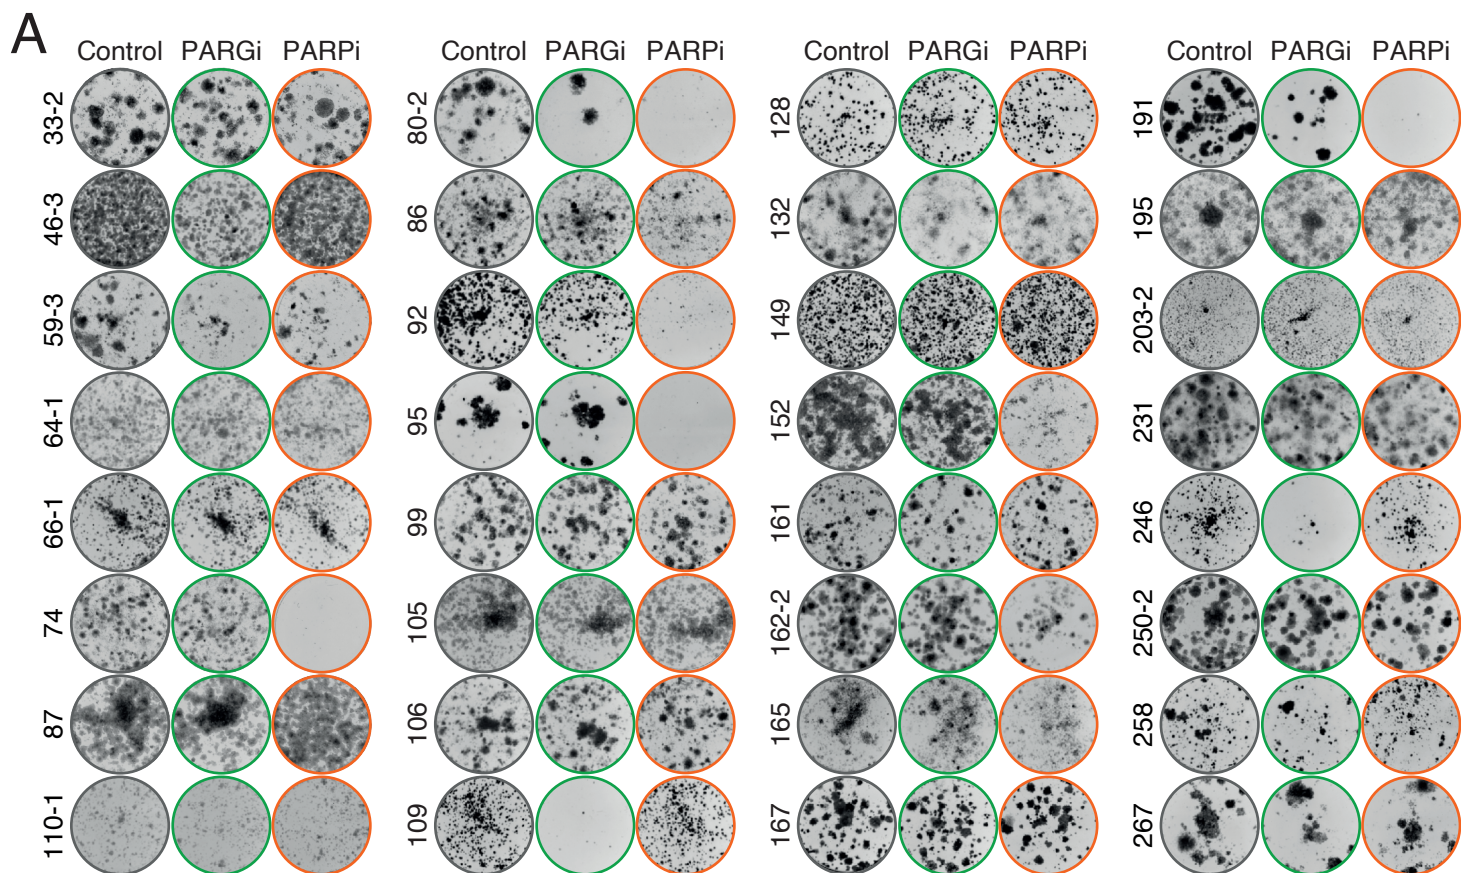 A
Control PARGi PARPi Control PARGi PARPi Control PARGi PARPi Control PARGi PARPi
33-2 80-2 128 191
46-3 86 132 195
59-3 92 149 203-2
64-1 95 152 231
66-1 99 161 246
74 105 162-2 250-2
87 106 165 258
110-1 109 167 267